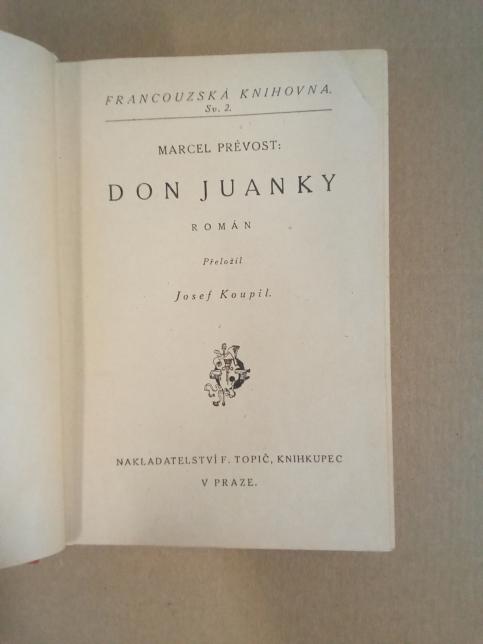 FRANCOUZSKÁ KNIHOVNA.
Sv. 2.
MARCEL PRÉVOST:
DON JUANKY
ROMÁN
Přeložil
Josef Koupil.
NAKLADATELSTVÍ F. TOPIČ, KNIHKUPEC
V PRAZE.